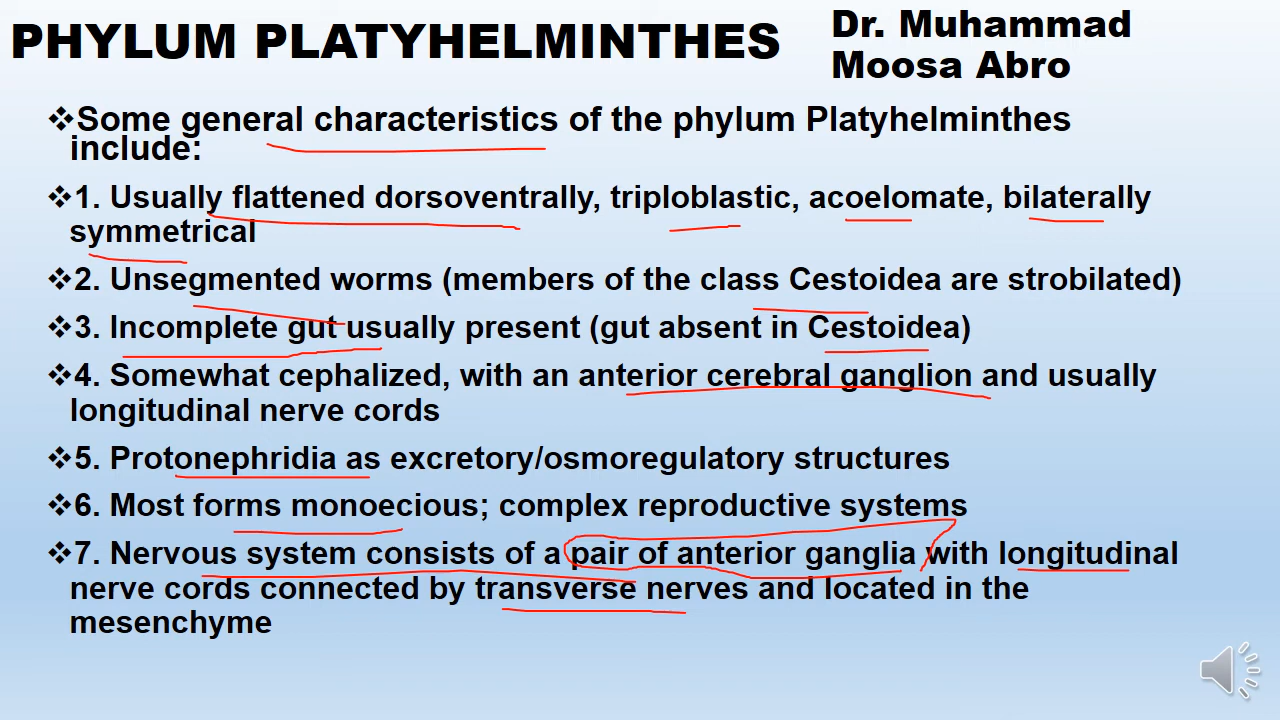 PHYLUM PLATYHELMINTHES
Dr. Muhammad
Moosa Abro
❖Some general characteristics of the phylum Platyhelminthes
include:
❖1. Usually flattened dorsoventrally, triploblastic, acoelomate, bilaterally
symmetrical
❖2. Unsegmented worms (members of the class Cestoidea are strobilated)
❖3. Incomplete gut usually present (gut absent in Cestoidea)
❖4. Somewhat cephalized, with an anterior cerebral ganglion and usually
longitudinal nerve cords
❖5. Protonephridia as excretory/osmoregulatory structures
❖6. Most forms monoecious; complex reproductive systems
❖7. Nervous system consists of a pair of anterior ganglia with longitudinal
nerve cords connected by transverse nerves and located in the
mesenchyme